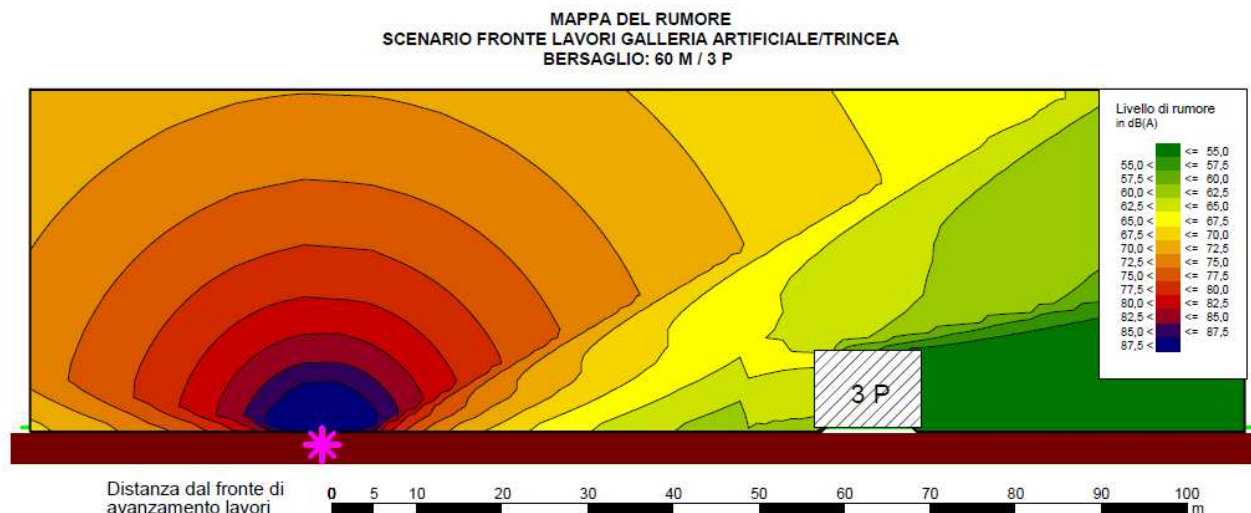 MAPPA DEL RUMORE
SCENARIO FRONTE LAVORI GALLERIA ARTIFICIALE/TRINCEA
BERSAGLIO: 60 M / 3 P
Livello di rumore
in dB(A)
<= 55,0
55,0 < <= 57,5
57,5 < <= 60,0
60,0 < <= 62,5
62,5 < <= 65,0
65,0 < <= 67,5
67,5 < <= 70,0
70,0 < <= 72,5
72,5 < <= 75,0
75,0 < <= 77,5
77,5 < <= 80,0
80,0 < <= 82,5
82,5 < <= 85,0
85,0 < <= 87,5
87,5 <
3 P
Distanza dal fronte di
avanzamento lavori
0 5 10 20 30 40 50 60 70 80 90 100
m